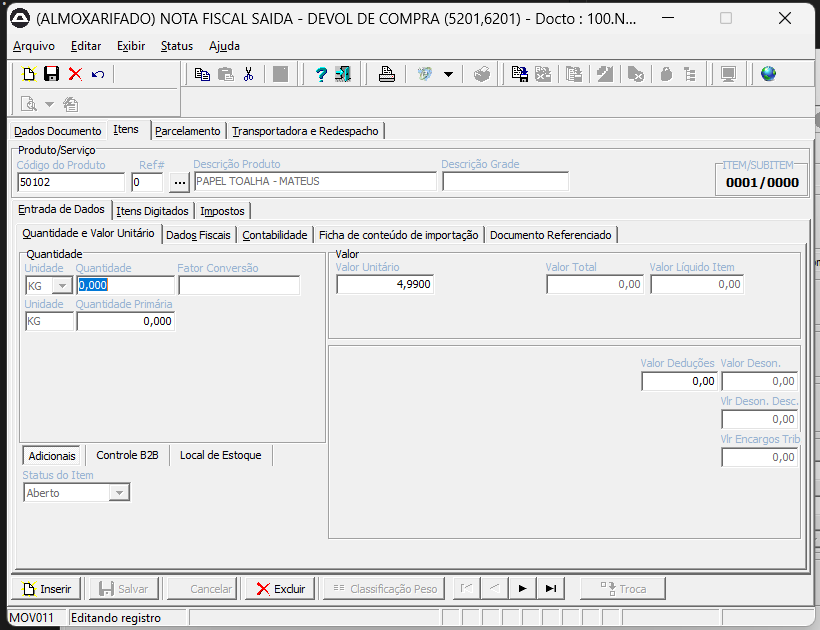 (ALMOXARIFADO) NOTA FISCAL SAIDA - DEVOL DE COMPRA (5201,6201) - Docto : 100.N...
Arquivo Editar Exibir Status Ajuda
Dados Documento Itens Parcelamento Transportadora e Redespacho
Produto/Serviço
Código do Produto Ref# Descrição Produto Descrição Grade ITEM/SUBITEM
50102 0 ... PAPEL TOALHA - MATEUS 0001/0000
Entrada de Dados Itens Digitados Impostos
Quantidade e Valor Unitário Dados Fiscais Contabilidade Ficha de conteúdo de importação Documento Referenciado
Quantidade Valor
Unidade Quantidade Fator Conversão Valor Unitário Valor Total Valor Líquido Item
KG 0,000 4,9900 0,00 0,00
Unidade Quantidade Primária
KG 0,000
Valor Deduções Valor Deson.
0,00 0,00
Vlr Deson. Desc.
0,00
Vlr Encargos Trib
0,00
Adicionais Controle B2B Local de Estoque
Status do Item
Aberto
Inserir Salvar Cancelar Excluir Classificação Peso Troca
MOV011 Editando registro